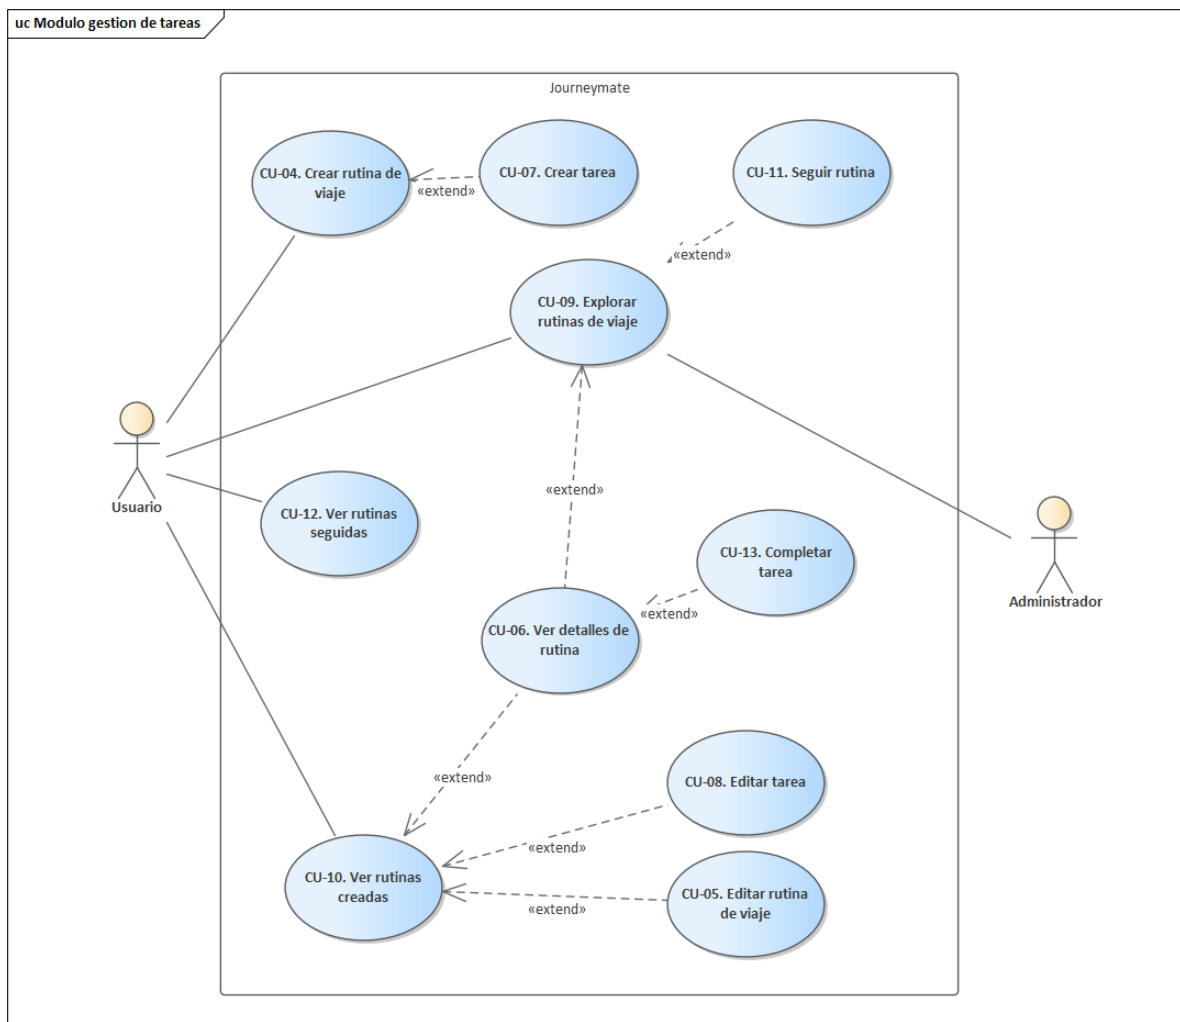 uc Modulo gestion de tareas
Journeymate
CU-04. Crear rutina de
viaje
«extend»
CU-07. Crear tarea
CU-11. Seguir rutina
«extend»
CU-09. Explorar
rutinas de viaje
Usuario
CU-12. Ver rutinas
seguidas
«extend»
CU-13. Completar
tarea
«extend»
Administrador
CU-06. Ver detalles de
rutina
«extend»
CU-08. Editar tarea
«extend»
CU-10. Ver rutinas
creadas
CU-05. Editar rutina
de viaje
«extend»